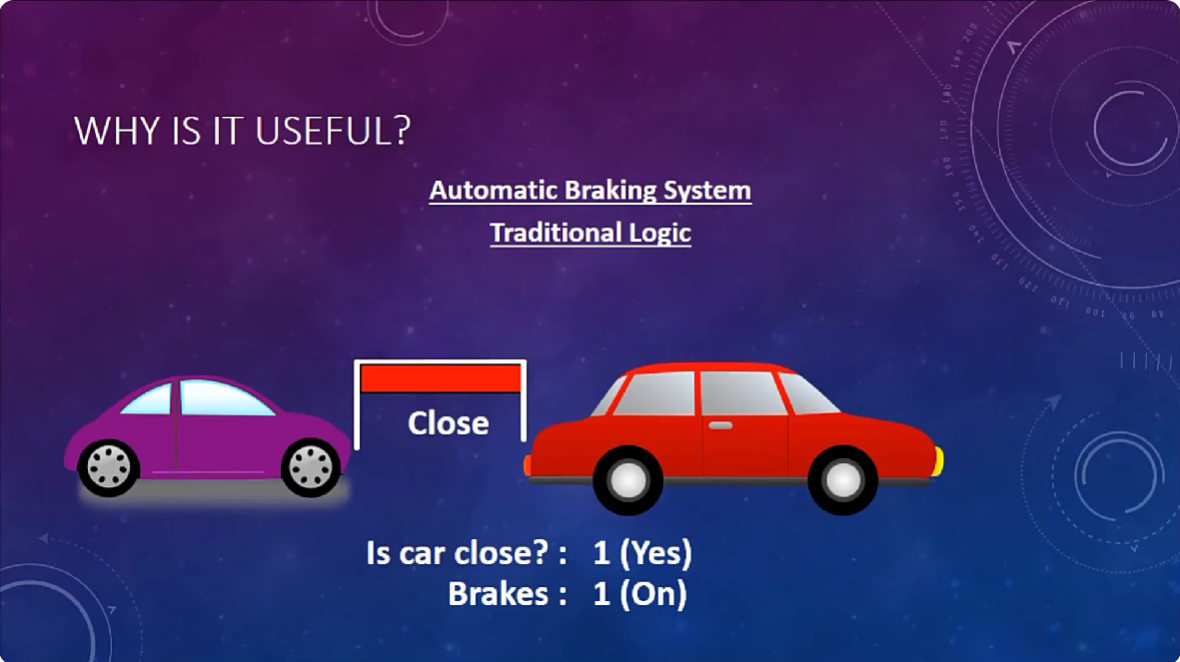 WHY IS IT USEFUL?
Automatic Braking System
Traditional Logic
Close
Is car close? : 1 (Yes)
Brakes : 1 (On)